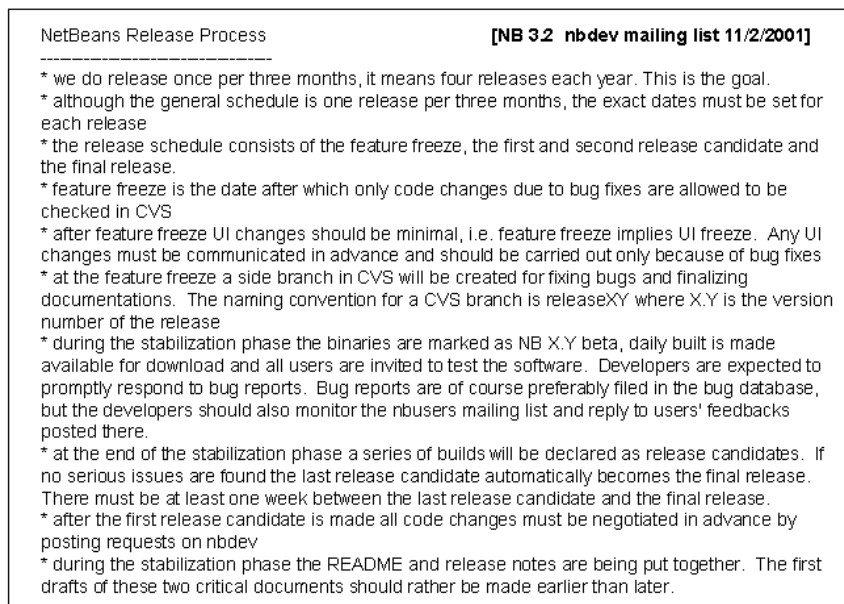 NetBeans Release Process [NB 3.2 nbdev mailing list 11/2/2001]
----------------------------------
* we do release once per three months, it means four releases each year. This is the goal.
* although the general schedule is one release per three months, the exact dates must be set for
each release
* the release schedule consists of the feature freeze, the first and second release candidate and
the final release.
* feature freeze is the date after which only code changes due to bug fixes are allowed to be
checked in CVS
* after feature freeze UI changes should be minimal, i.e. feature freeze implies UI freeze. Any UI
changes must be communicated in advance and should be carried out only because of bug fixes
* at the feature freeze a side branch in CVS will be created for fixing bugs and finalizing
documentations. The naming convention for a CVS branch is releaseXY where X.Y is the version
number of the release
* during the stabilization phase the binaries are marked as NB X.Y beta, daily built is made
available for download and all users are invited to test the software. Developers are expected to
promptly respond to bug reports. Bug reports are of course preferably filed in the bug database,
but the developers should also monitor the nbusers mailing list and reply to users' feedbacks
posted there.
* at the end of the stabilization phase a series of builds will be declared as release candidates. If
no serious issues are found the last release candidate automatically becomes the final release.
There must be at least one week between the last release candidate and the final release.
* after the first release candidate is made all code changes must be negotiated in advance by
posting requests on nbdev
* during the stabilization phase the README and release notes are being put together. The first
drafts of these two critical documents should rather be made earlier than later.